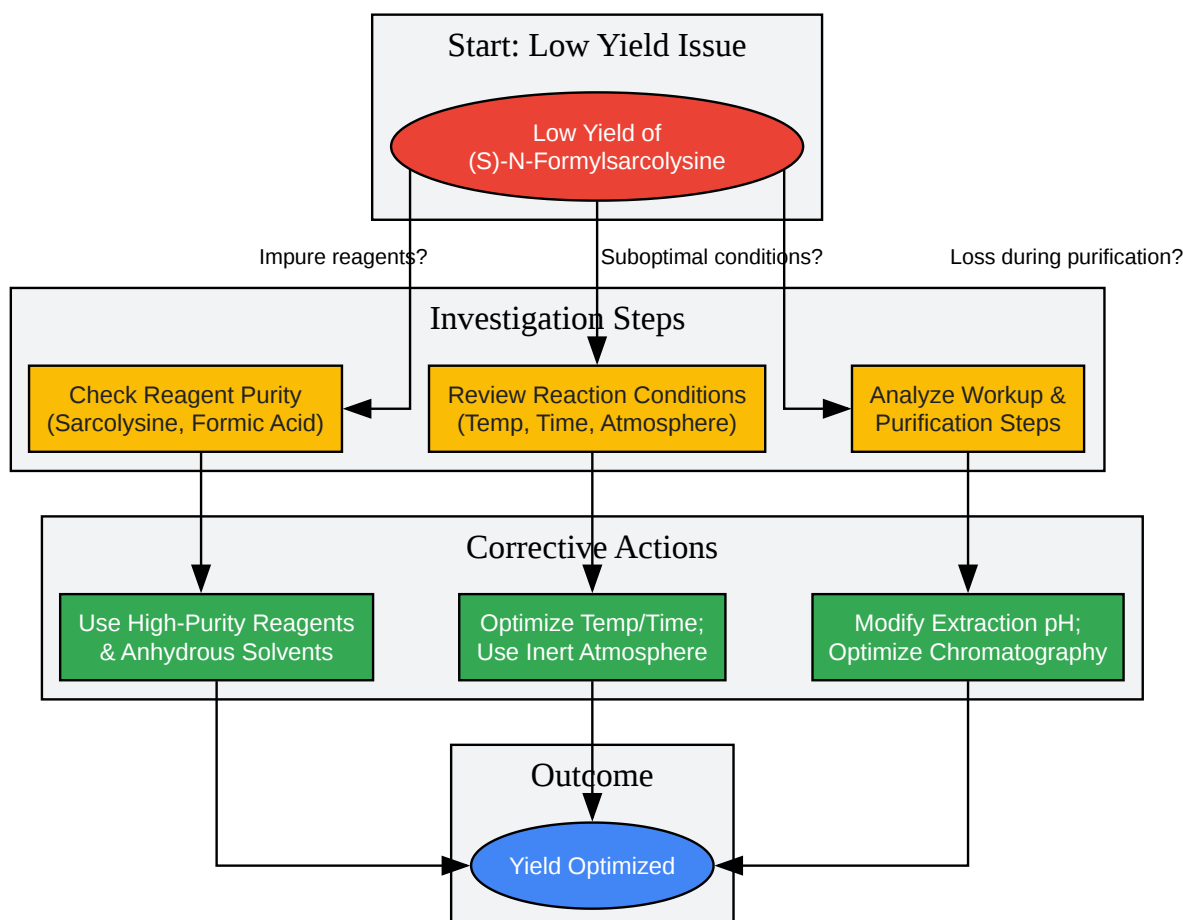 Start: Low Yield Issue
Low Yield of
(S)-N-Formylsarcolysine
Impure reagents?
Suboptimal conditions?
Loss during purification?
Investigation Steps
Check Reagent Purity
(Sarcolysine, Formic Acid)
Review Reaction Conditions
(Temp, Time, Atmosphere)
Analyze Workup &
Purification Steps
Corrective Actions
Use High-Purity Reagents
& Anhydrous Solvents
Optimize Temp/Time;
Use Inert Atmosphere
Modify Extraction pH;
Optimize Chromatography
Outcome
Yield Optimized